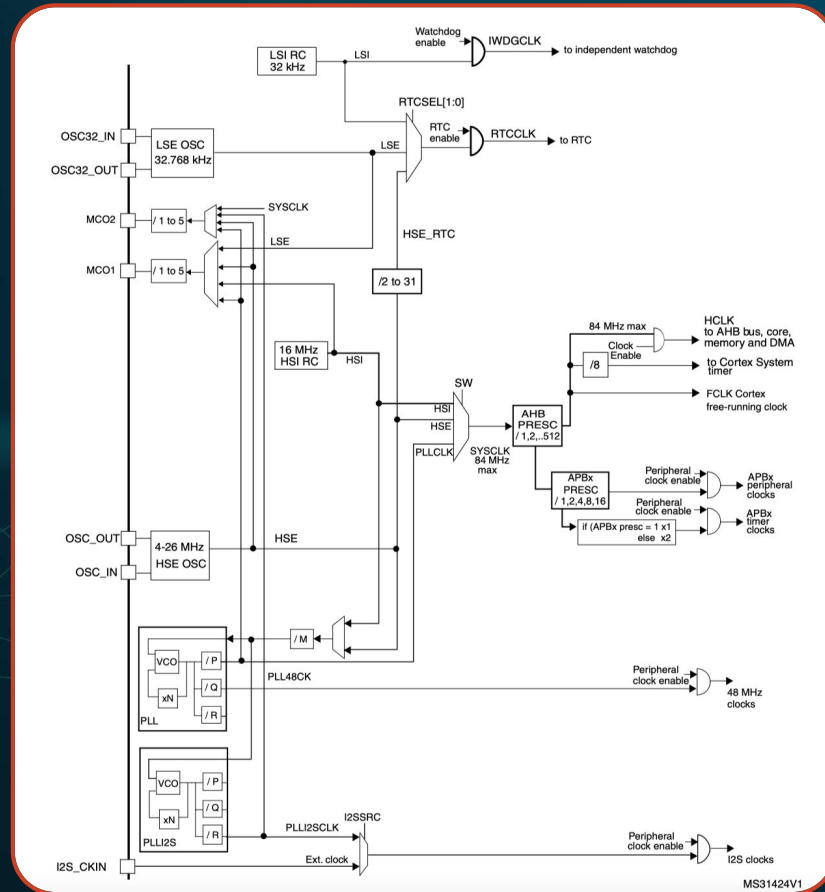 Watchdog
enable
IWDGCLK
to independent watchdog
LSI RC
32 kHz
LSI
RTCSEL[1:0]
OSC32_IN
OSC32_OUT
LSE OSC
32.768 kHz
LSE
RTC
enable
RTCCLK
to RTC
MCO2
/ 1 to 5
SYSCLK
LSE
HSE_RTC
MCO1
/ 1 to 5
/2 to 31
16 MHz
HSI RC
HSI
SW
HSI
HSE
PLLCLK
SYSCLK
84 MHz
max
AHB
PRESC
/ 1,2,..512
84 MHz max
Clock
Enable
HCLK
to AHB bus, core,
memory and DMA
/8
to Cortex System
timer
FCLK Cortex
free-running clock
APBx
PRESC
/ 1,2,4,8,16
Peripheral
clock enable
APBx
peripheral
clocks
Peripheral
clock enable
APBx
timer
clocks
if (APBx presc = 1 x1
else x2
OSC_OUT
OSC_IN
4-26 MHz
HSE OSC
HSE
/ M
VCO
xN
/ P
/ Q
/ R
PLL
PLL48CK
Peripheral
clock enable
48 MHz
clocks
VCO
xN
/ P
/ Q
/ R
PLLI2S
PLLI2SCLK
I2SSRC
Ext. clock
I2S_CKIN
Peripheral
clock enable
I2S clocks
MS31424V1